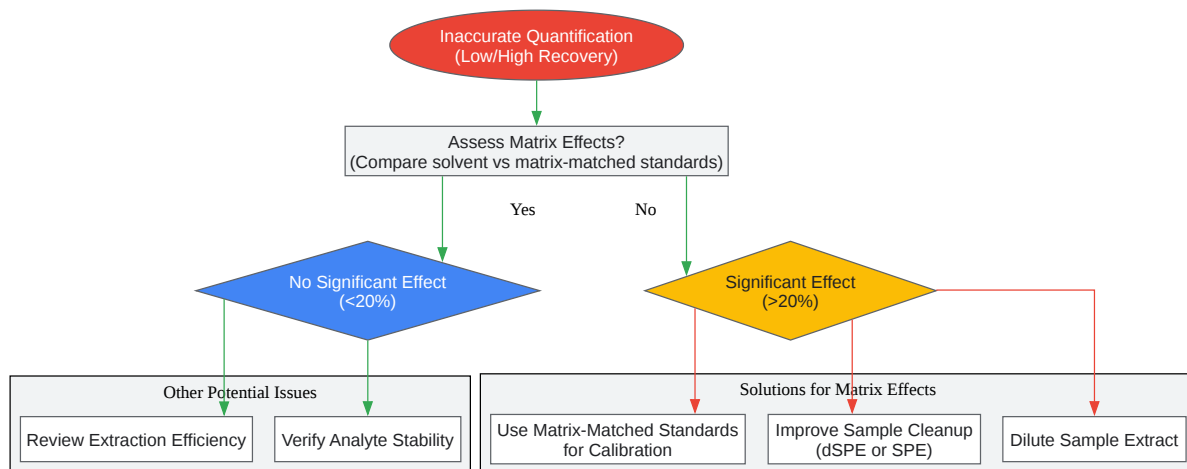 Inaccurate Quantification
(Low/High Recovery)
Assess Matrix Effects?
(Compare solvent vs matrix-matched standards)
Yes
No
No Significant Effect
(<20%)
Significant Effect
(>20%)
Other Potential Issues
Review Extraction Efficiency
Verify Analyte Stability
Solutions for Matrix Effects
Use Matrix-Matched Standards
for Calibration
Improve Sample Cleanup
(dSPE or SPE)
Dilute Sample Extract